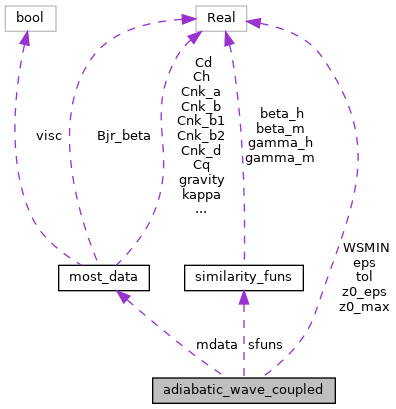 bool
Real
visc
Bjr_beta
Cd
Ch
Cnk_a
Cnk_b
Cnk_b1
Cnk_b2
Cnk_d
Cq
gravity
kappa
...
beta_h
beta_m
gamma_h
gamma_m
WSMIN
eps
tol
z0_eps
z0_max
most_data
similarity_funs
mdata
sfuns
adiabatic_wave_coupled